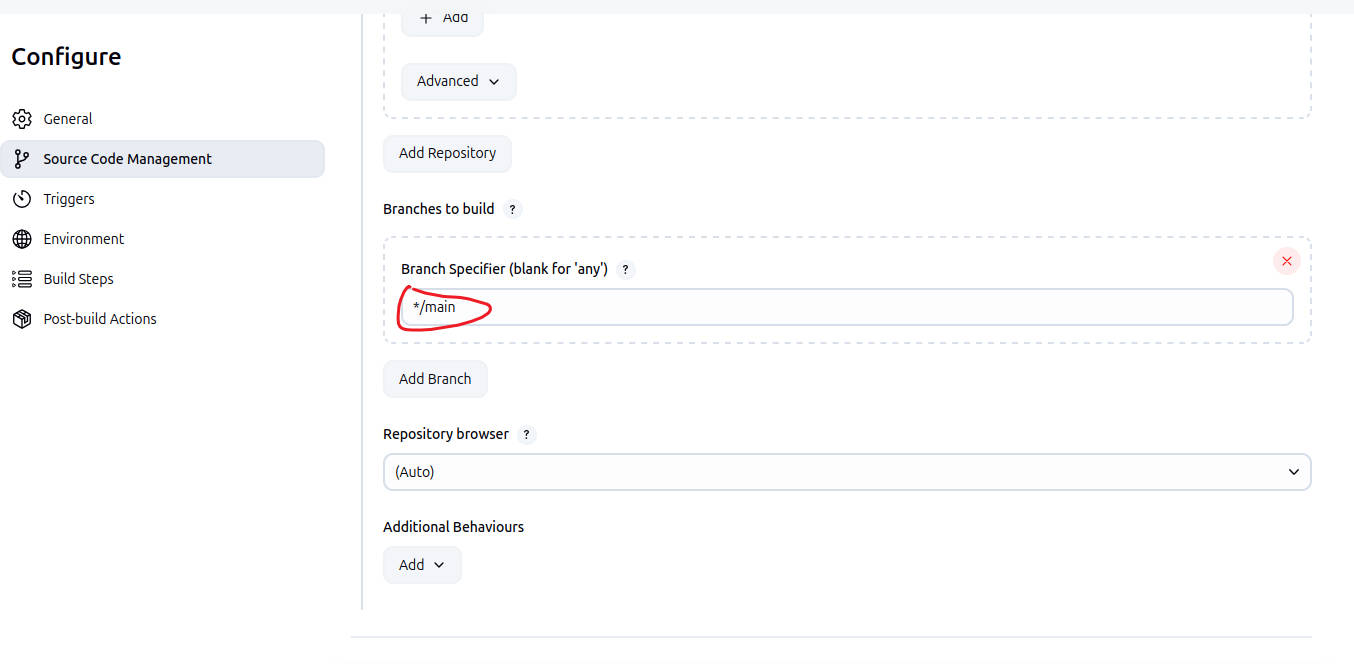 Add
Configure
Advanced
General
Source Code Management
Add Repository
Triggers
Branches to build ?
Environment
Branch Specifier (blank for 'any') ?
Build Steps
*/main
Post-build Actions
Add Branch
Repository browser ?
(Auto)
Additional Behaviours
Add